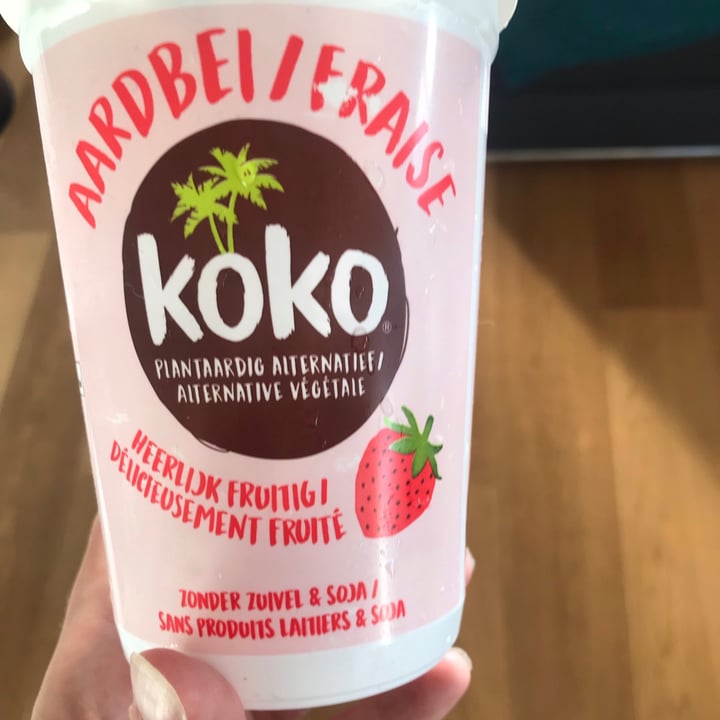 AARDBEI / FRAISE
koko®
PLANTAARDIG ALTERNATIEF /
ALTERNATIVE VÉGÉTALE
HEERLIJK FRUITIG /
DÉLICIEUSEMENT FRUITÉ
ZONDER ZUIVEL & SOJA /
SANS PRODUITS LAITIERS & SOJA